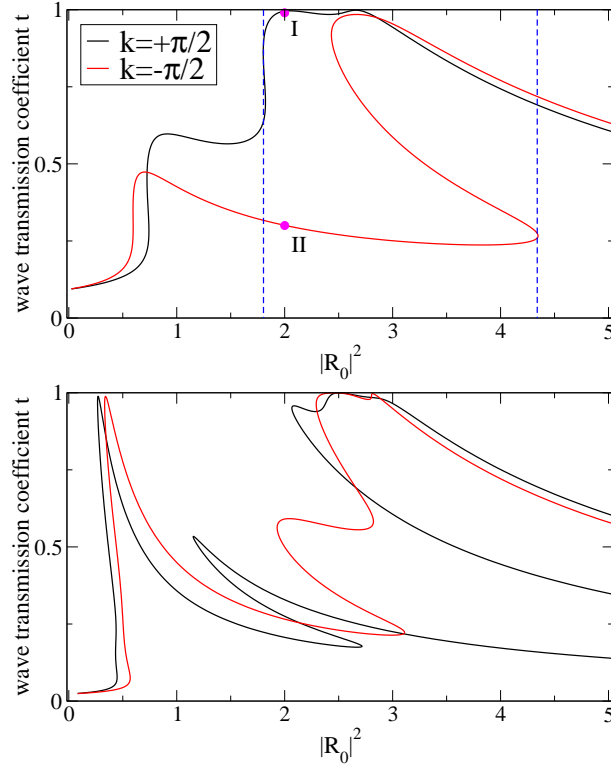 1
k=+π/2
k=-π/2
I
0.5
II
0
0 1 2 3 4 5
wave transmission coefficient t
|R₀|²
1
0.5
0
0 1 2 3 4 5
wave transmission coefficient t
|R₀|²